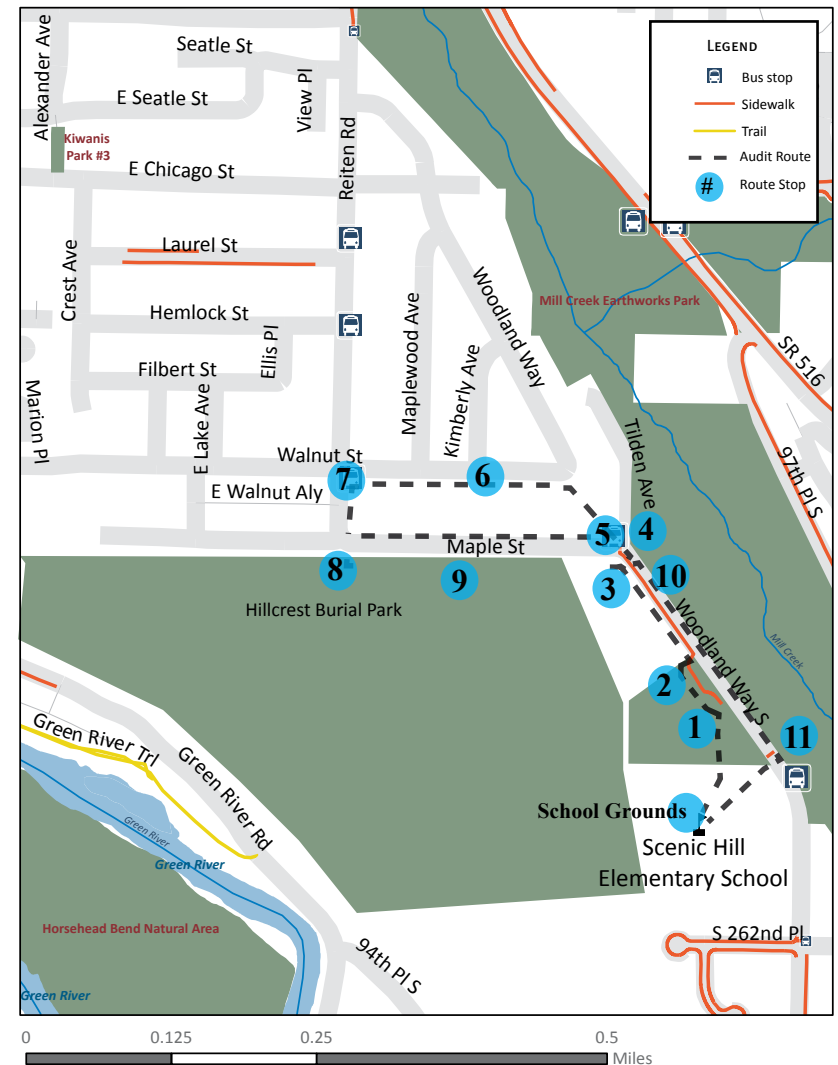 Seatle St
Alexander Ave
E Seatle St
View Pl
Kiwanis
Park #3
Reiten Rd
E Chicago St
LEGEND
Bus stop
Sidewalk
Trail
Audit Route
#
Route Stop
Laurel St
Crest Ave
Hemlock St
Ellis Pl
Filbert St
Marion Pl
E Lake Ave
Maplewood Ave
Kimberly Ave
Woodland Way
Mill Creek Earthworks Park
SR 516
97th Pl S
Tilden Ave
Walnut St
7
6
E Walnut Aly
5
4
Maple St
8
9
3
10
Hillcrest Burial Park
Woodland Way S
Mill Creek
2
1
11
Green River Trl
Green River Rd
School Grounds
Scenic Hill
Elementary School
Green River
Green River
Horsehead Bend Natural Area
94th Pl S
S 262nd Pl
Green River
0
0.125
0.25
0.5
Miles